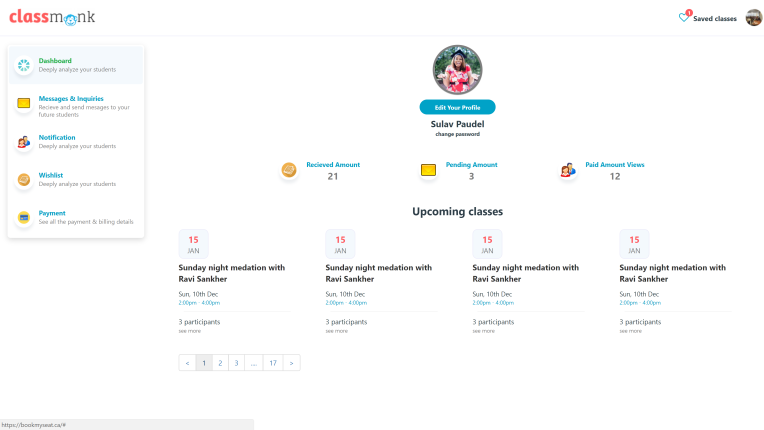 classmonk
1
Saved classes
Dashboard
Deeply analyze your students
Messages & Inquiries
Recieve and send mesages to your
future students
Notification
Deeply analyze your students
Wishlist
Deeply analyze your students
Payment
See all the payment & billing details
Edit Your Profile
Sulav Paudel
change password
Recieved Amount
21
Pending Amount
3
Paid Amount Views
12
Upcoming classes
15
JAN
Sunday night medation with
Ravi Sankher
Sun, 10th Dec
2:00pm - 4:00pm
3 participants
see more
15
JAN
Sunday night medation with
Ravi Sankher
Sun, 10th Dec
2:00pm - 4:00pm
3 participants
see more
15
JAN
Sunday night medation with
Ravi Sankher
Sun, 10th Dec
2:00pm - 4:00pm
3 participants
see more
15
JAN
Sunday night medation with
Ravi Sankher
Sun, 10th Dec
2:00pm - 4:00pm
3 participants
see more
< 1 2 3 .... 17 >
https://bookmyseat.ca/#